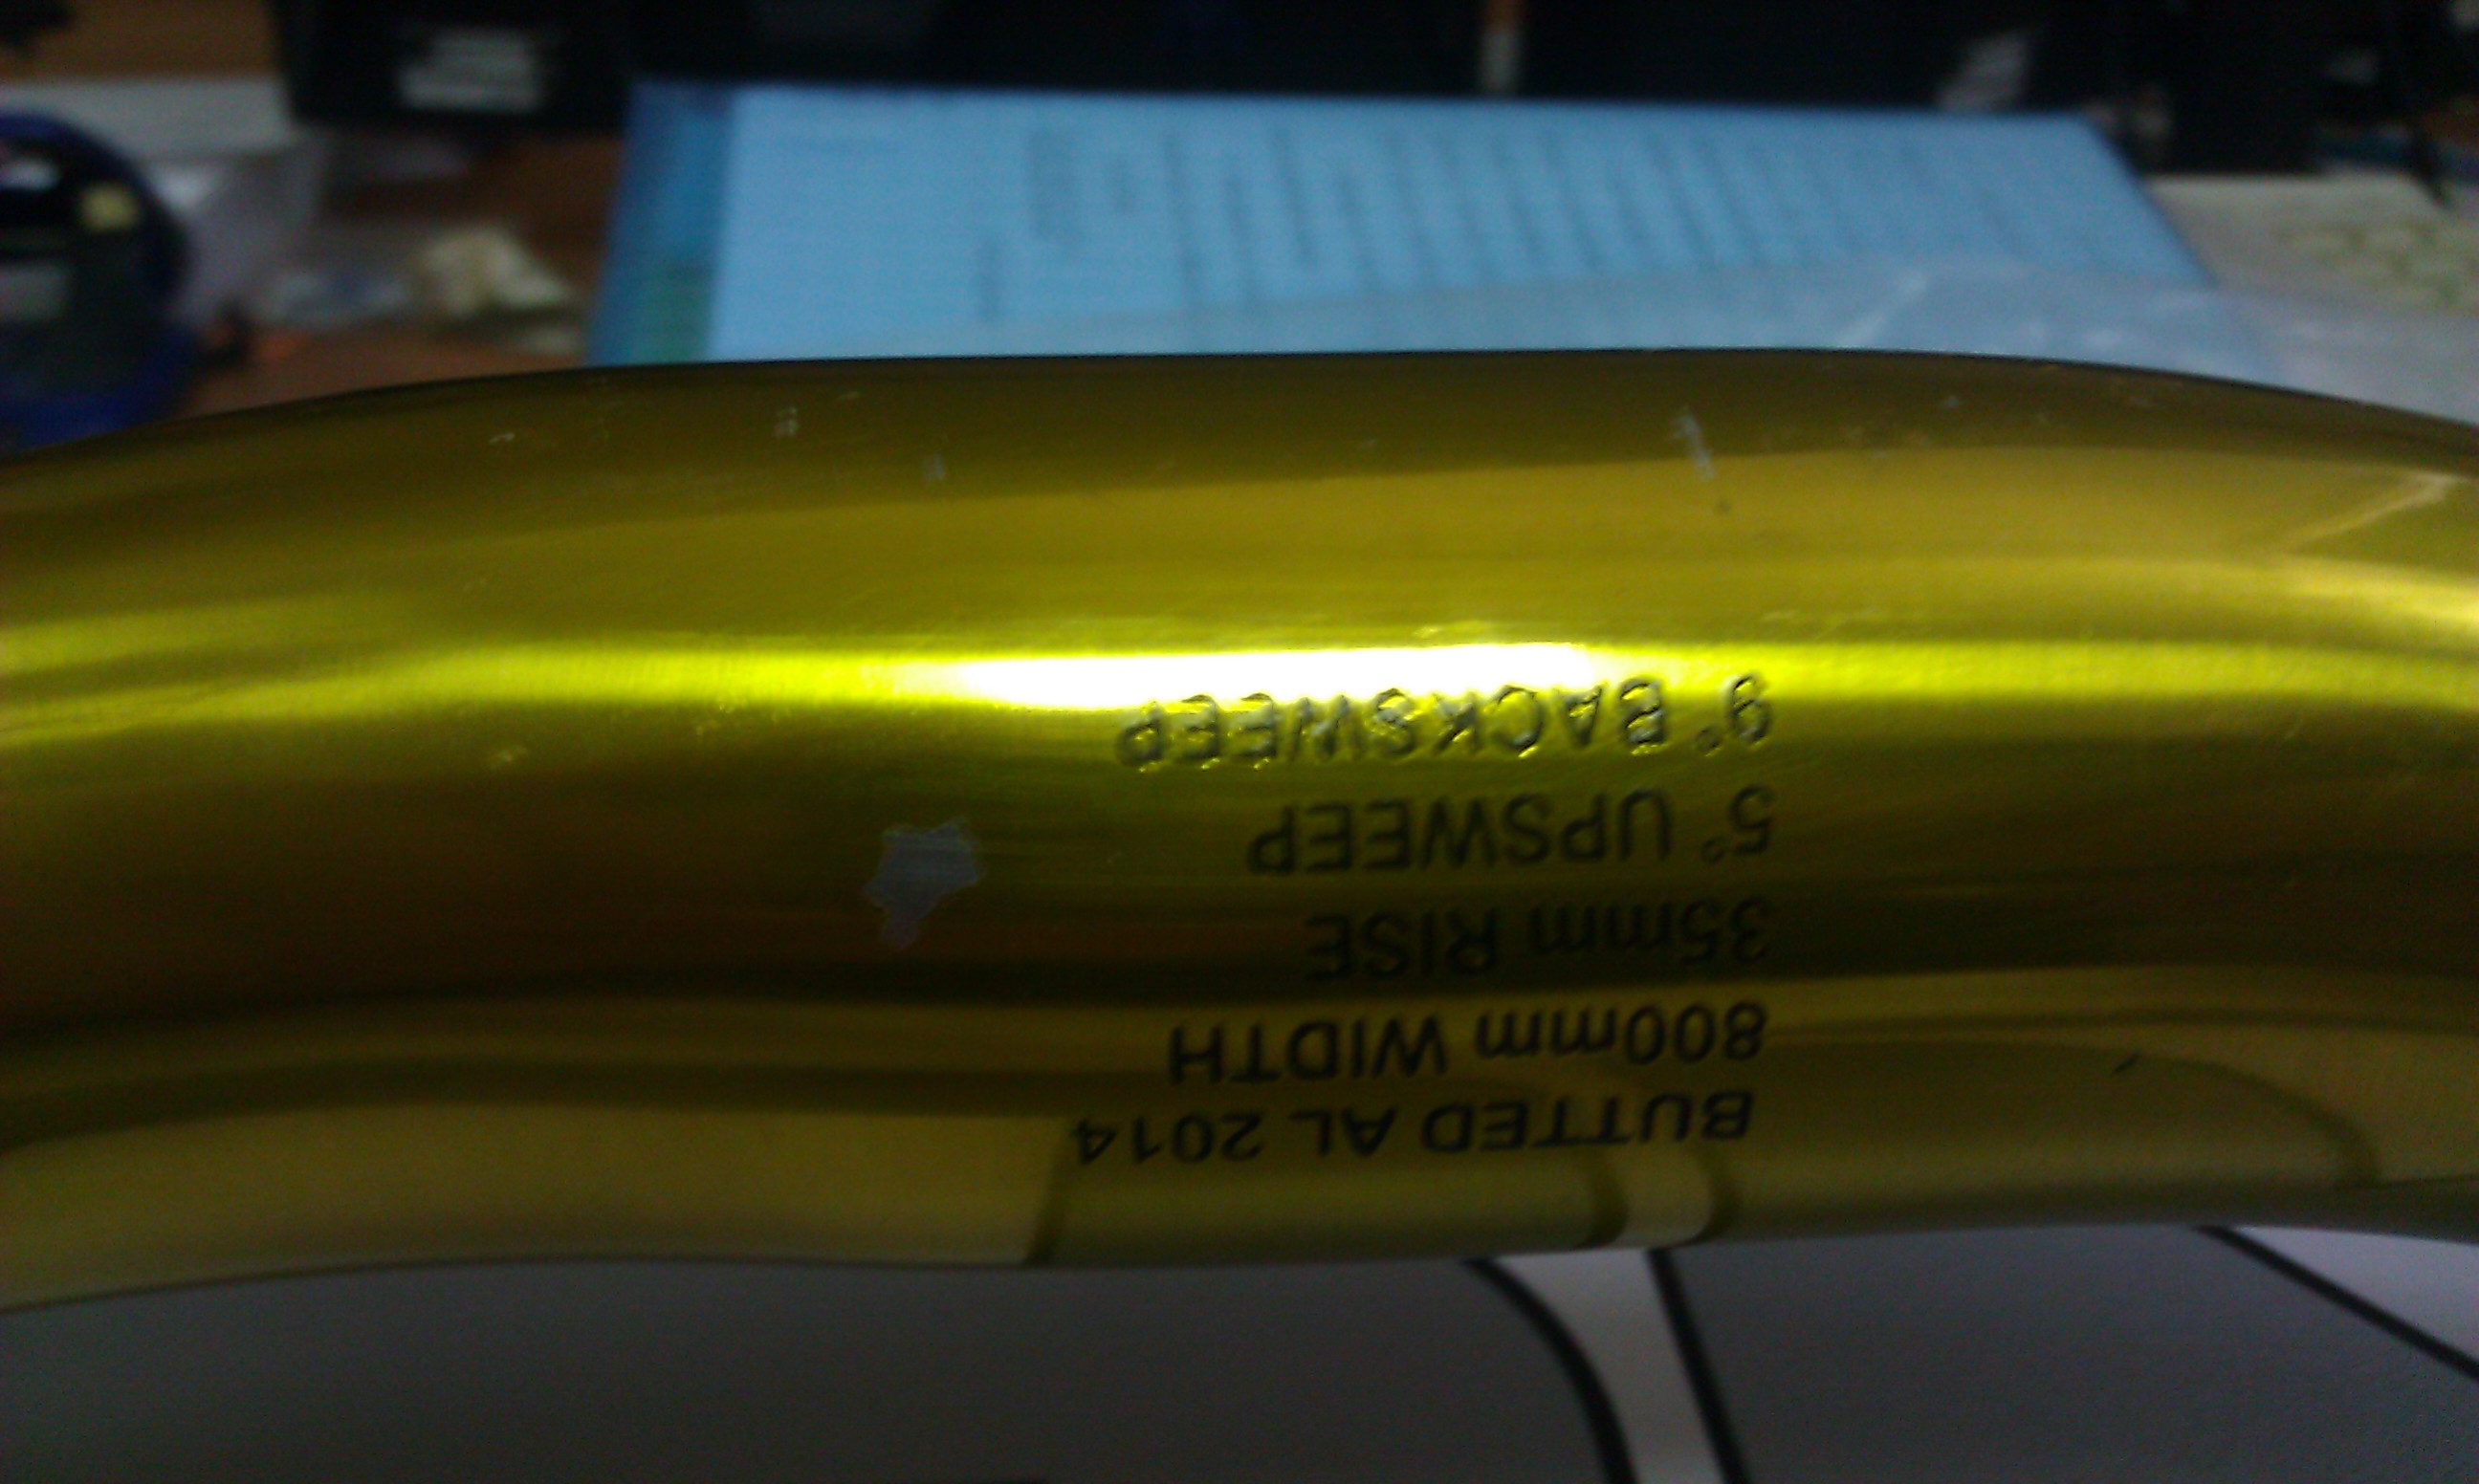 BUTTED AL 2014
800mm WIDTH
35mm RISE
5° UPSWEEP
9° BACKSWEEP